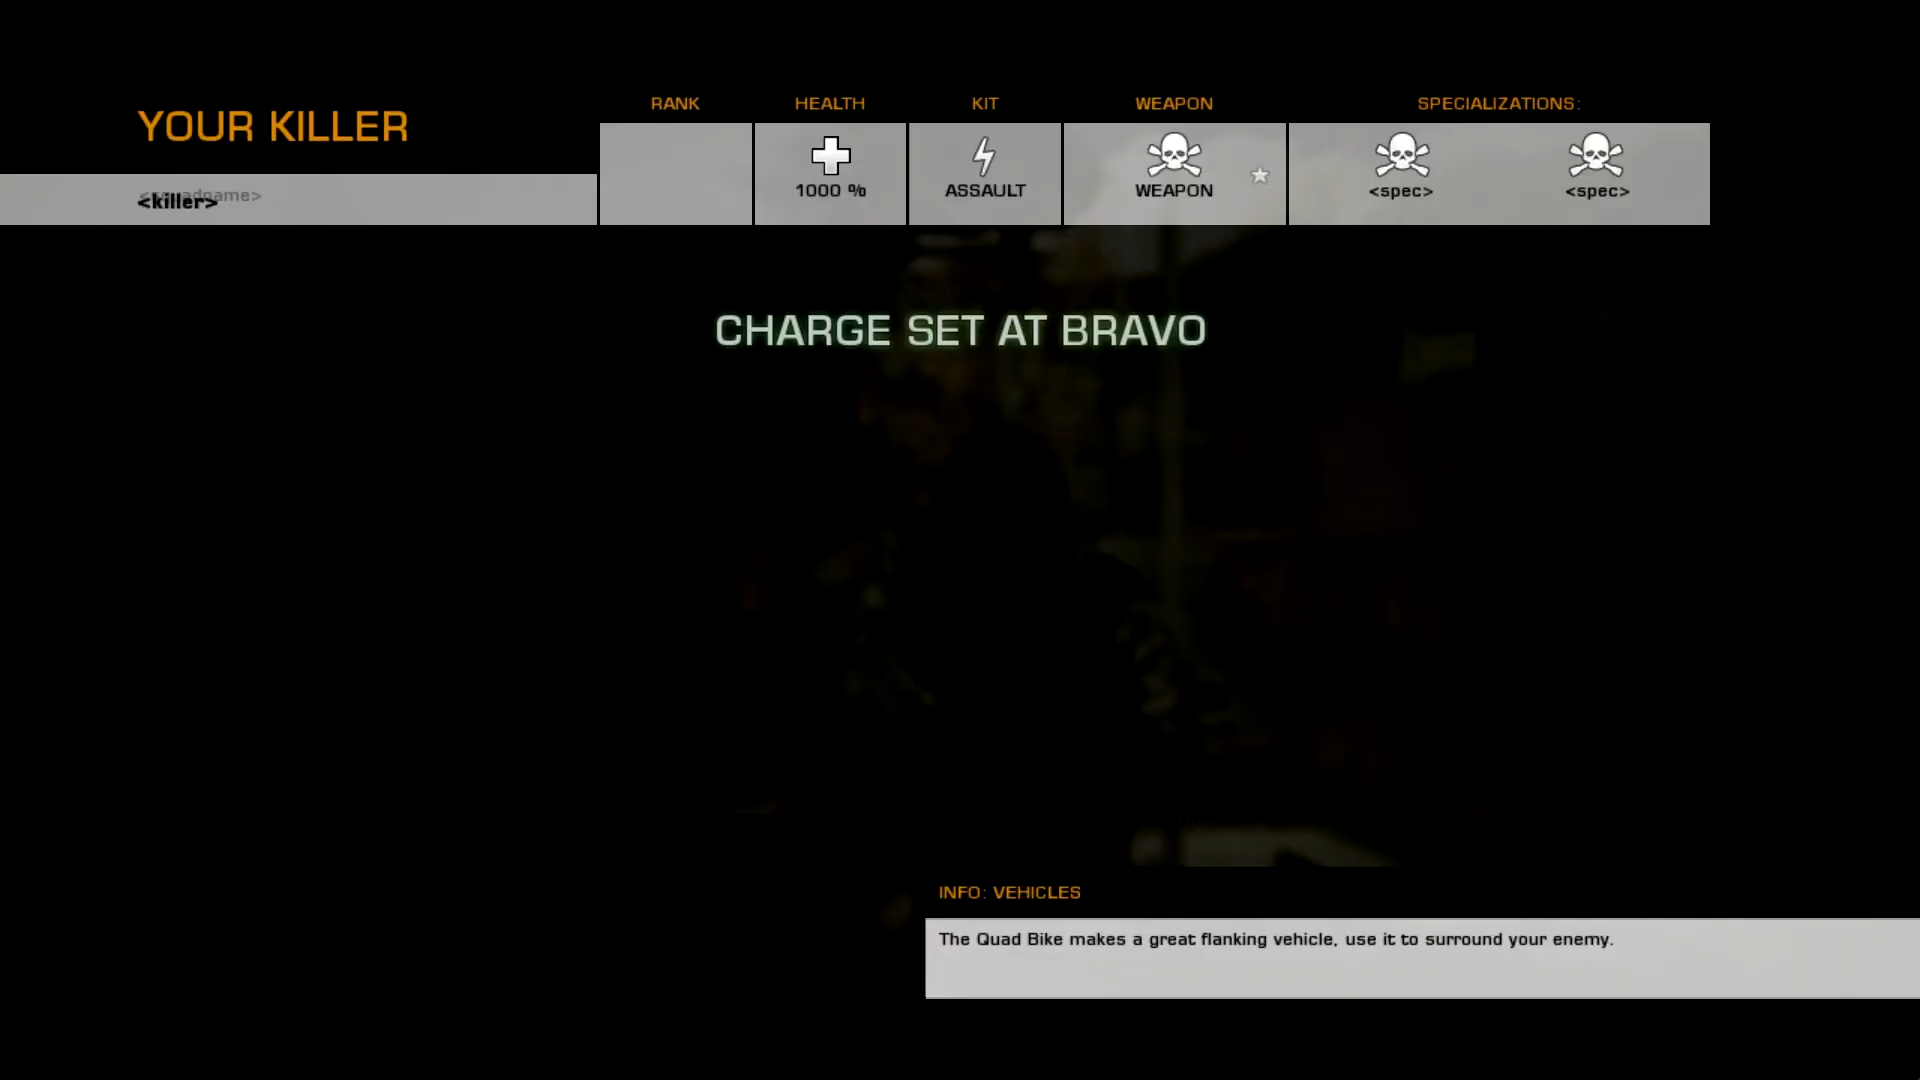 YOUR KILLER
RANK
HEALTH
KIT
WEAPON
SPECIALIZATIONS:
<squadname>
<killer>
1000 %
ASSAULT
WEAPON
<spec>
<spec>
CHARGE SET AT BRAVO
INFO: VEHICLES
The Quad Bike makes a great flanking vehicle, use it to surround your enemy.